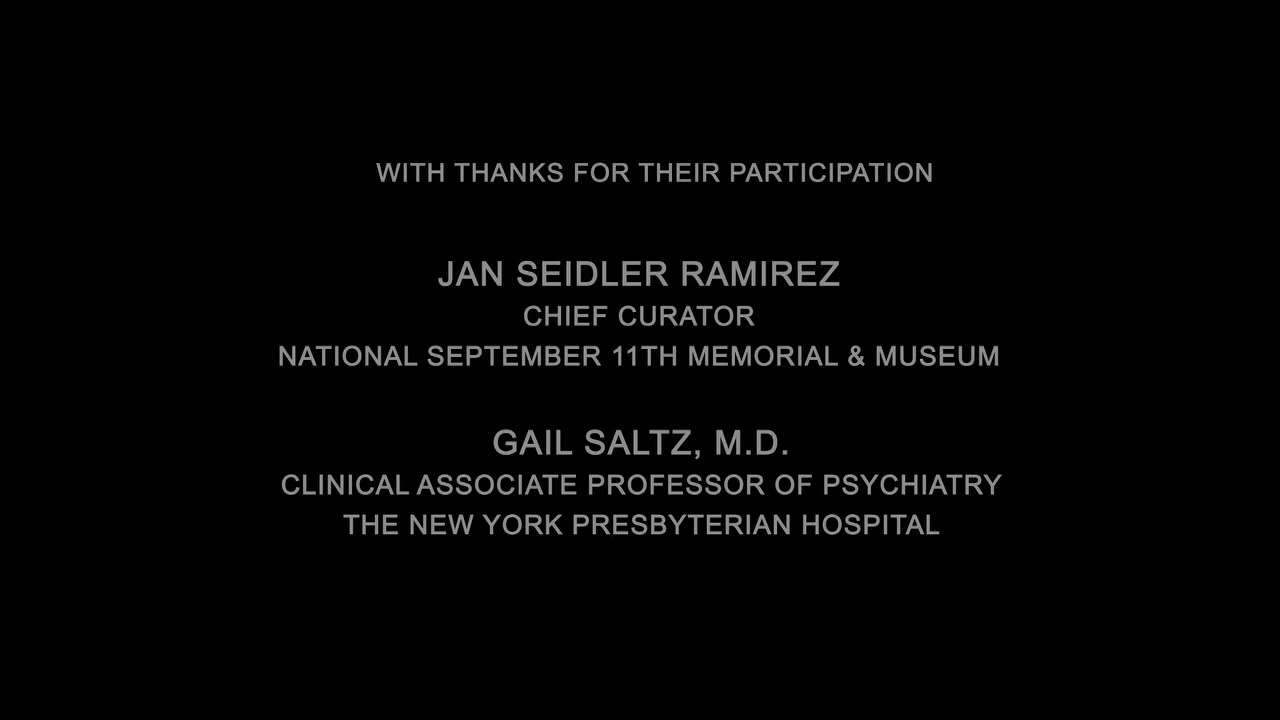 WITH THANKS FOR THEIR PARTICIPATION
JAN SEIDLER RAMIREZ
CHIEF CURATOR
NATIONAL SEPTEMBER 11TH MEMORIAL & MUSEUM
GAIL SALTZ, M.D.
CLINICAL ASSOCIATE PROFESSOR OF PSYCHIATRY
THE NEW YORK PRESBYTERIAN HOSPITAL